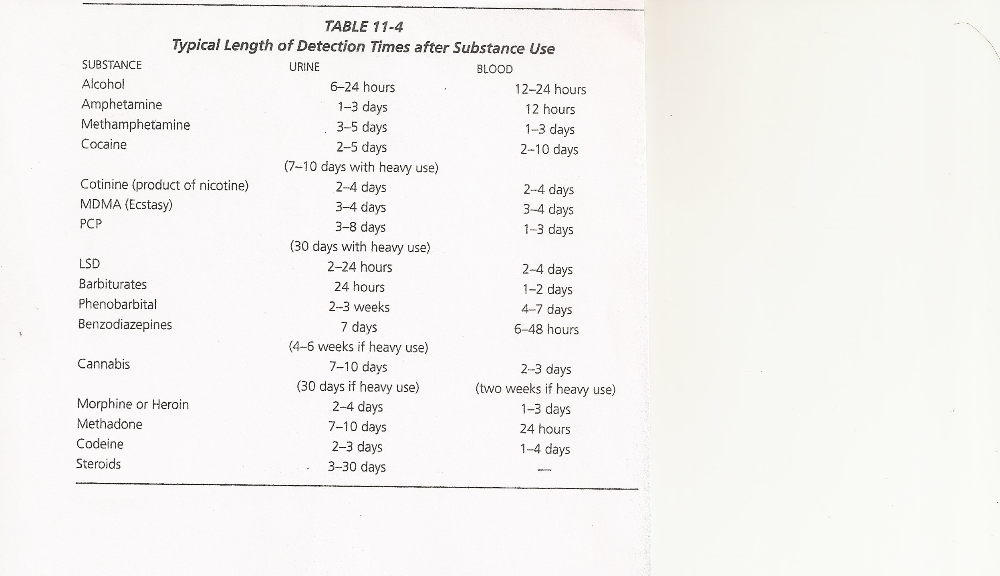 TABLE 11-4
Typical Length of Detection Times after Substance Use
SUBSTANCE URINE BLOOD
Alcohol 6–24 hours 12–24 hours
Amphetamine 1–3 days 12 hours
Methamphetamine 3–5 days 1–3 days
Cocaine 2–5 days 2–10 days
(7–10 days with heavy use)
Cotinine (product of nicotine) 2–4 days 2–4 days
MDMA (Ecstasy) 3–4 days 3–4 days
PCP 3–8 days 1–3 days
(30 days with heavy use)
LSD 2–24 hours 2–4 days
Barbiturates 24 hours 1–2 days
Phenobarbital 2–3 weeks 4–7 days
Benzodiazepines 7 days 6–48 hours
(4–6 weeks if heavy use)
Cannabis 7–10 days 2–3 days
(30 days if heavy use) (two weeks if heavy use)
Morphine or Heroin 2–4 days 1–3 days
Methadone 7–10 days 24 hours
Codeine 2–3 days 1–4 days
Steroids 3–30 days —